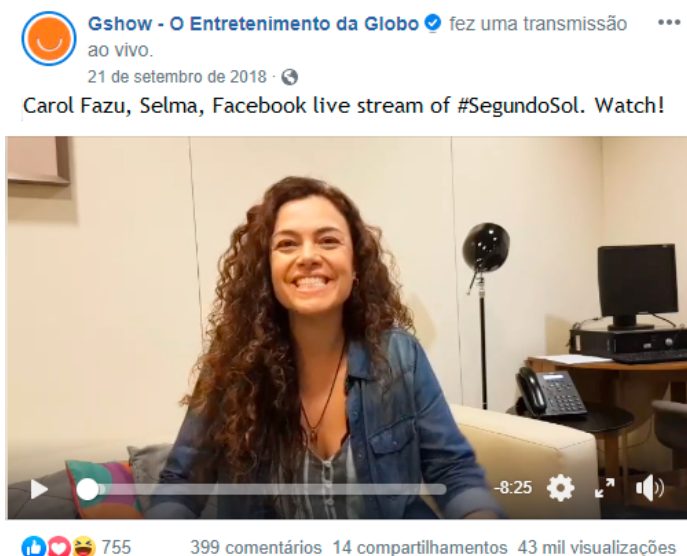 Gshow - O Entretenimento da Globo fez uma transmissão
ao vivo.
21 de setembro de 2018 ·
Carol Fazu, Selma, Facebook live stream of #SegundoSol. Watch!
-8:25
755 399 comentários 14 compartilhamentos 43 mil visualizações